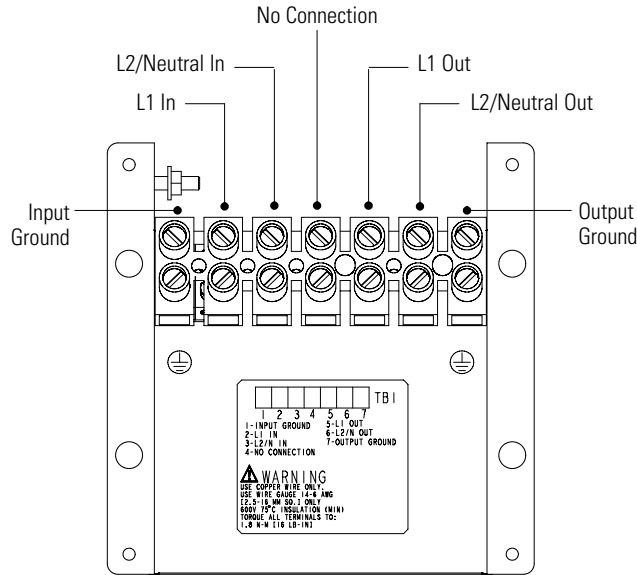 No Connection
L2/Neutral In
L1 Out
L1 In
L2/Neutral Out
Input
Ground
Output
Ground
TB1
1 2 3 4 5 6 7
1-INPUT GROUND
2-L1 IN
3-L2/N IN
4-NO CONNECTION
5-L1 OUT
6-L2/N OUT
7-OUTPUT GROUND
WARNING
USE COPPER WIRE ONLY.
USE WIRE GAUGE 14-6 AWG
[2.5-16 MM SQ.] ONLY
600V 75°C INSULATION (MIN)
TORQUE ALL TERMINALS TO:
1.8 N-M [16 LB-IN]